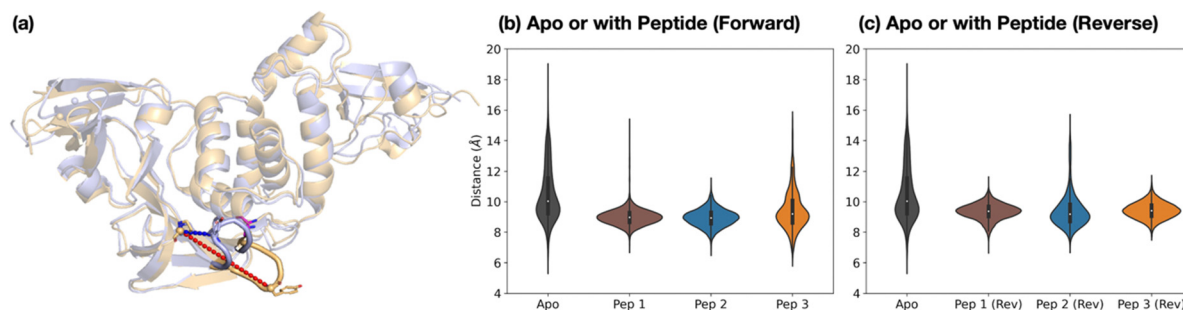 (a)
(b) Apo or with Peptide (Forward)
(c) Apo or with Peptide (Reverse)
Distance (Å)
20
18
16
14
12
10
8
6
4
Apo
Pep 1
Pep 2
Pep 3
20
18
16
14
12
10
8
6
4
Apo
Pep 1 (Rev)
Pep 2 (Rev)
Pep 3 (Rev)